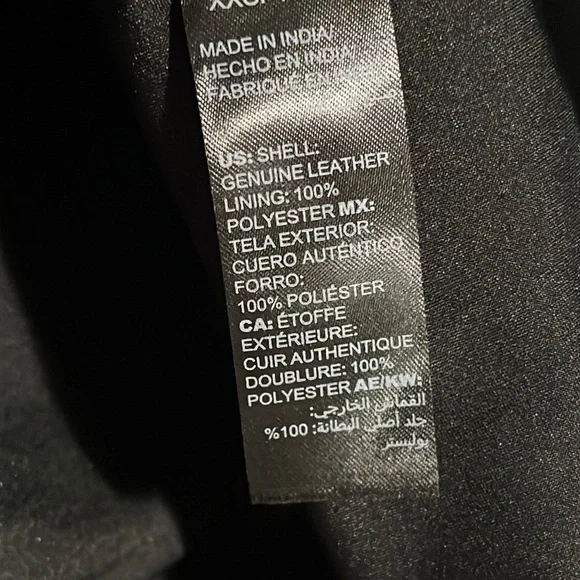 MADE IN INDIA/
HECHO EN INDIA/
FABRIQUÉ EN
US: SHELL:
GENUINE LEATHER
LINING: 100%
POLYESTER MX:
TELA EXTERIOR:
CUERO AUTÉNTICO
FORRO:
100% POLIÉSTER
CA: ÉTOFFE
EXTÉRIEURE:
CUIR AUTHENTIQUE
DOUBLURE: 100%
POLYESTER AE/KW:
القماش الخارجي:
جلد أصلي البطانة: 100%
بوليستر